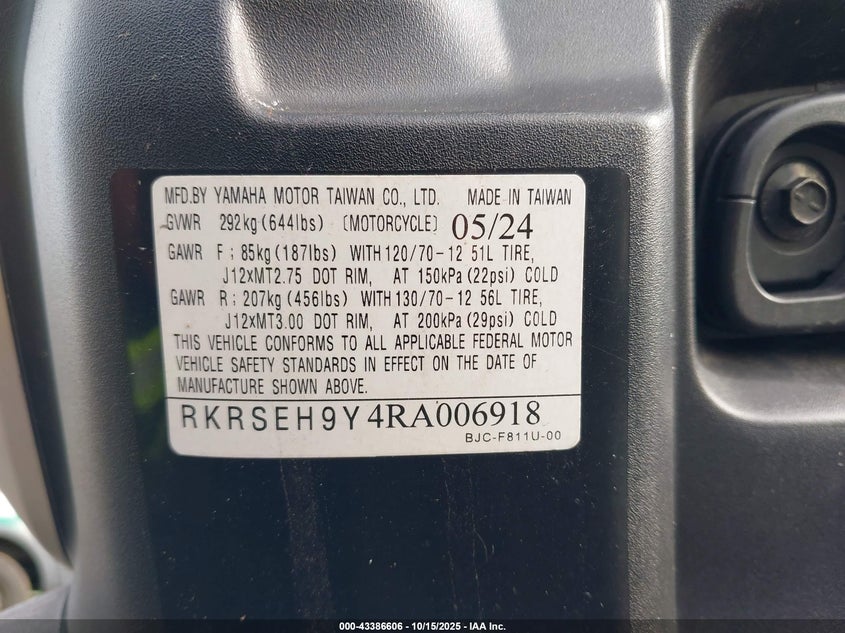 MFD.BY YAMAHA MOTOR TAIWAN CO., LTD. MADE IN TAIWAN
GVWR 292kg(644lbs) (MOTORCYCLE) 05/24
GAWR F : 85kg(187lbs) WITH 120/70-12 51L TIRE,
J12xMT2.75 DOT RIM, AT 150kPa(22psi) COLD
GAWR R : 207kg(456lbs) WITH 130/70-12 56L TIRE,
J12xMT3.00 DOT RIM, AT 200kPa(29psi) COLD
THIS VEHICLE CONFORMS TO ALL APPLICABLE FEDERAL MOTOR
VEHICLE SAFETY STANDARDS IN EFFECT ON THE DATE OF
MANUFACTURE SHOWN ABOVE.
RKRSEH9Y4RA006918
BJC-F811U-00
000-43386606 - 10/15/2025 - IAA Inc.